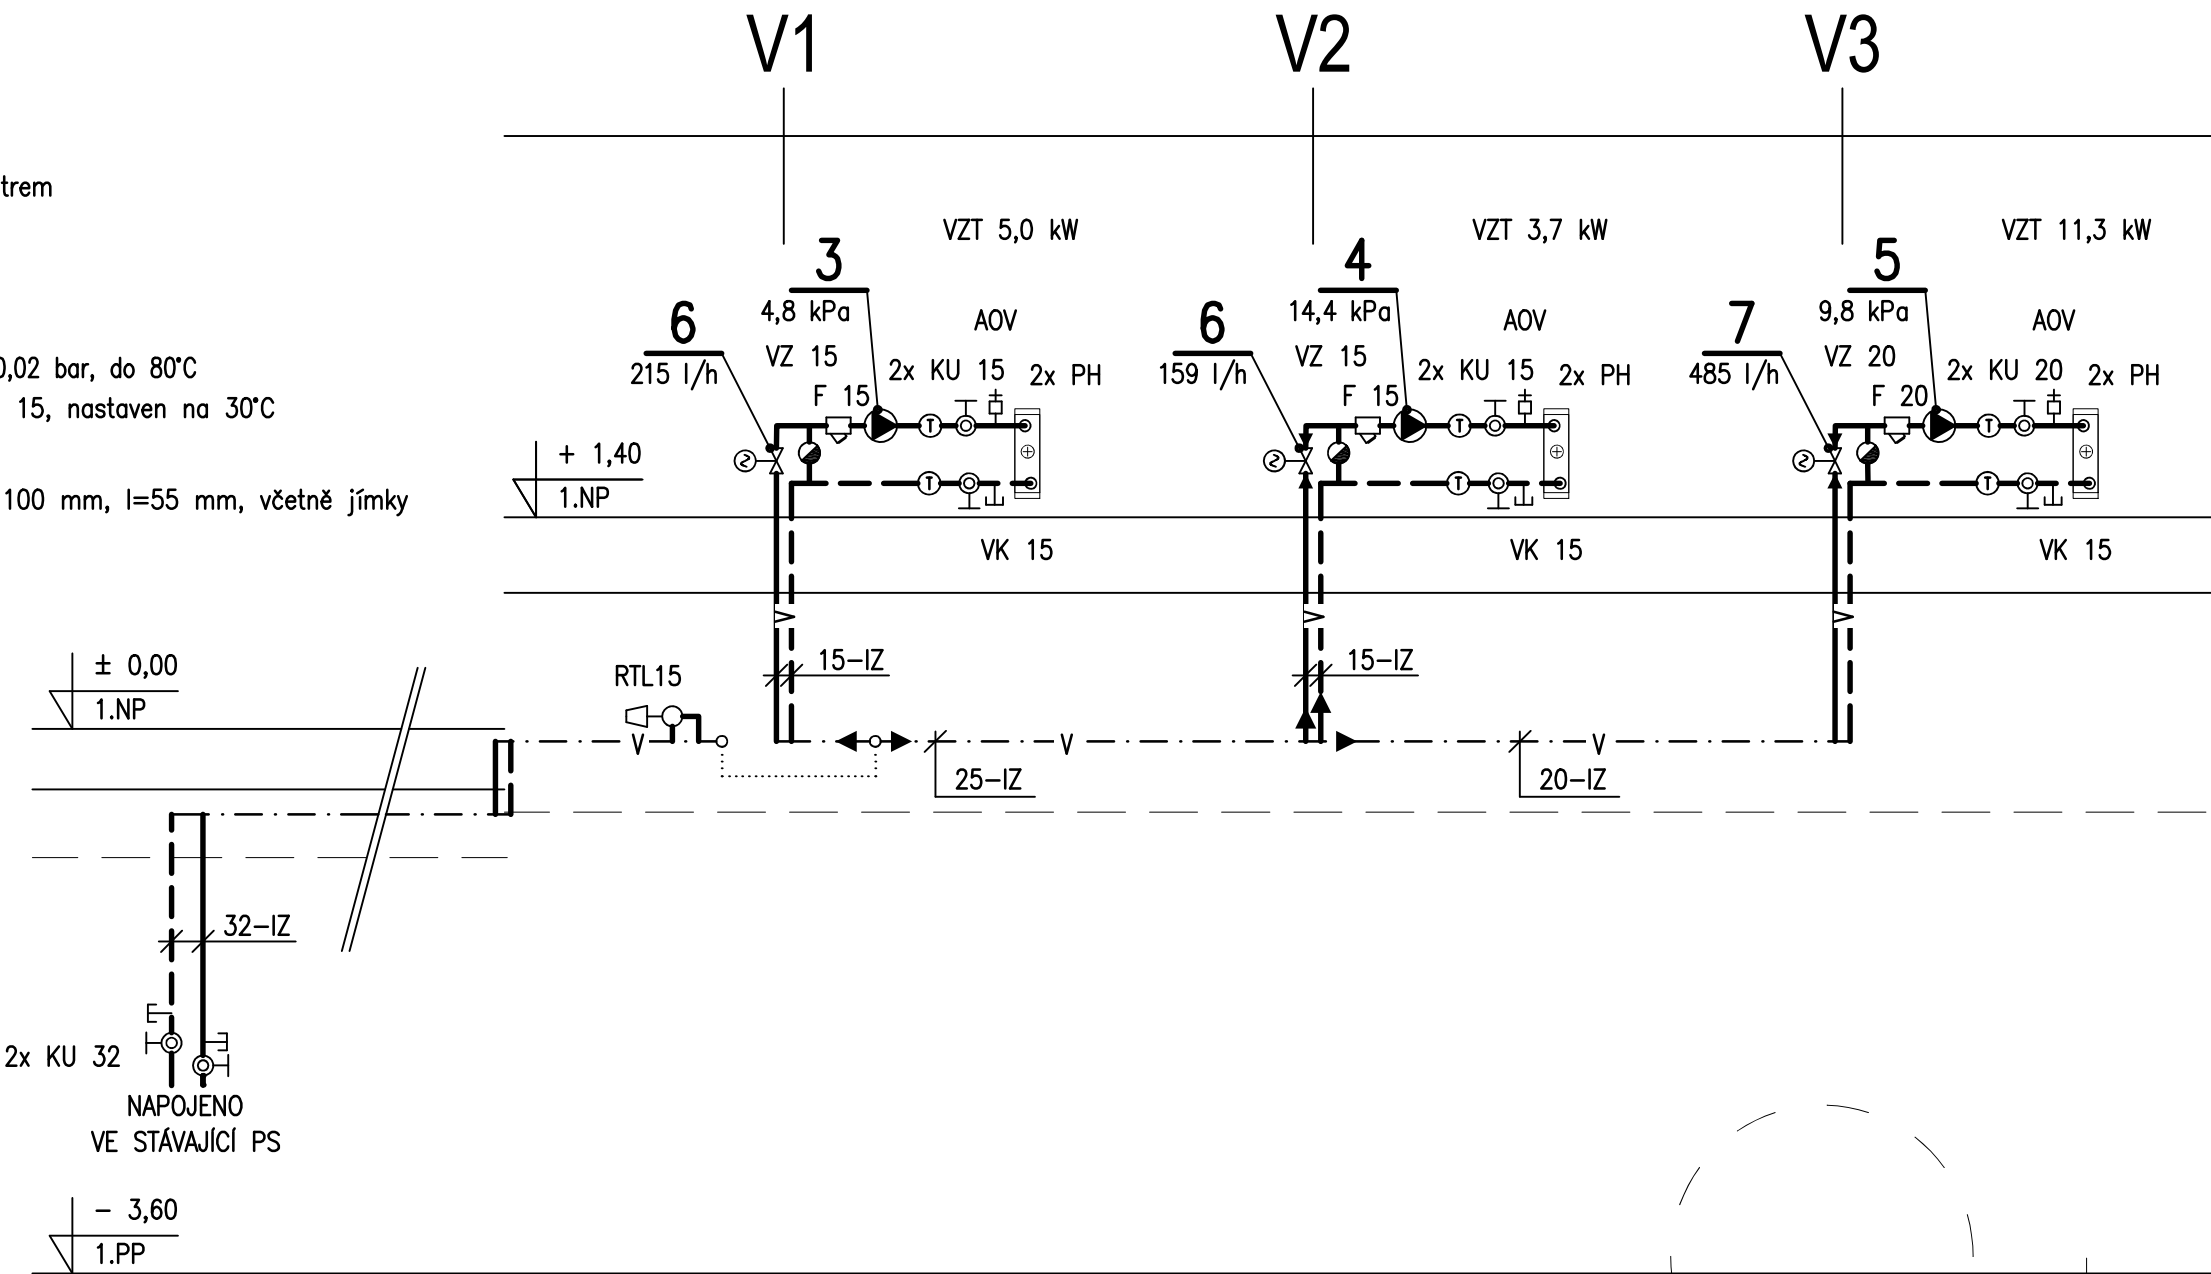 V1
V2
V3
trem
VZT 5,0 kW
VZT 3,7 kW
VZT 11,3 kW
3
4
5
4,8 kPa
14,4 kPa
9,8 kPa
6
6
7
AOV
AOV
AOV
215 l/h
159 l/h
485 l/h
VZ 15
VZ 15
VZ 20
0,02 bar, do 80°C
2x KU 15
2x PH
2x KU 15
2x PH
2x KU 20
2x PH
15, nastaven na 30°C
F 15
F 15
F 20
T
T
T
+ 1,40
1.NP
T
T
T
100 mm, l=55 mm, včetně jímky
VK 15
VK 15
VK 15
V
V
V
± 0,00
1.NP
RTL15
15-IZ
15-IZ
V
V
V
25-IZ
20-IZ
32-IZ
2x KU 32
NAPOJENO
VE STÁVAJÍCÍ PS
- 3,60
1.PP